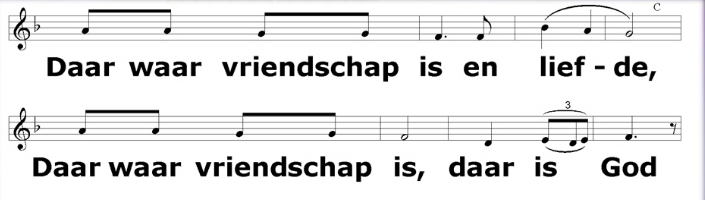 C
Daar waar vriendschap is en lief - de,
3
Daar waar vriendschap is, daar is God